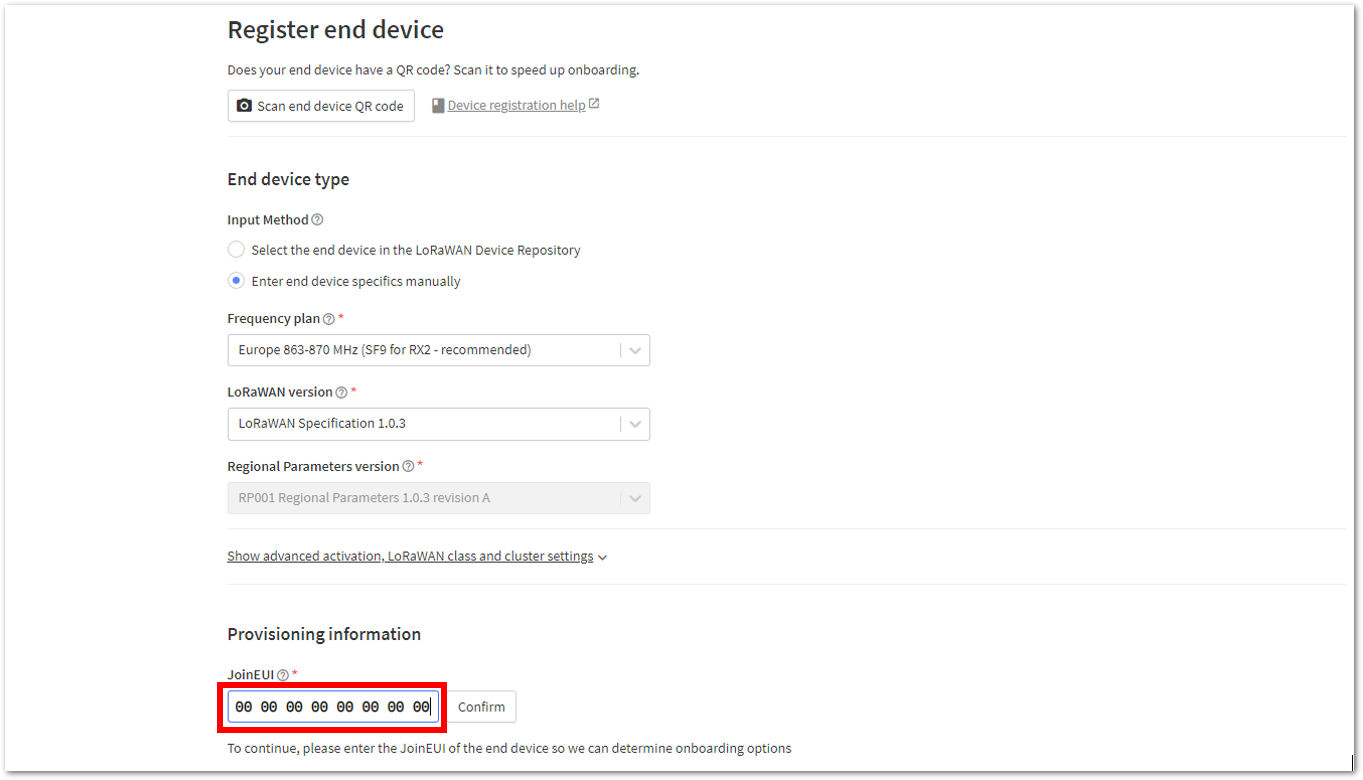 Register end device
Does your end device have a QR code? Scan it to speed up onboarding.
Scan end device QR code Device registration help
End device type
Input Method
Select the end device in the LoRaWAN Device Repository
Enter end device specifics manually
Frequency plan *
Europe 863-870 MHz (SF9 for RX2 - recommended)
LoRaWAN version *
LoRaWAN Specification 1.0.3
Regional Parameters version *
RP001 Regional Parameters 1.0.3 revision A
Show advanced activation, LoRaWAN class and cluster settings
Provisioning information
JoinEUI *
00 00 00 00 00 00 00 00 Confirm
To continue, please enter the JoinEUI of the end device so we can determine onboarding options